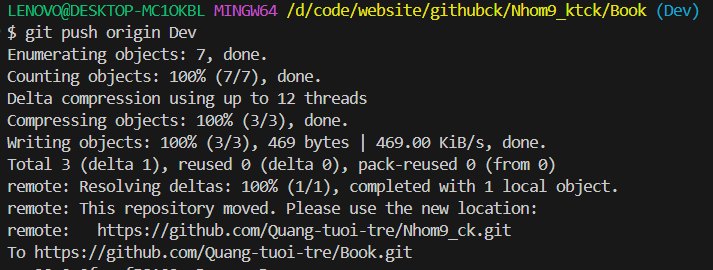 LENOVO@DESKTOP-MC1OKBL MINGW64 /d/code/website/githubck/Nhom9_ktck/Book (Dev)
$ git push origin Dev
Enumerating objects: 7, done.
Counting objects: 100% (7/7), done.
Delta compression using up to 12 threads
Compressing objects: 100% (3/3), done.
Writing objects: 100% (3/3), 469 bytes | 469.00 KiB/s, done.
Total 3 (delta 1), reused 0 (delta 0), pack-reused 0 (from 0)
remote: Resolving deltas: 100% (1/1), completed with 1 local object.
remote: This repository moved. Please use the new location:
remote:   https://github.com/Quang-tuoi-tre/Nhom9_ck.git
To https://github.com/Quang-tuoi-tre/Book.git